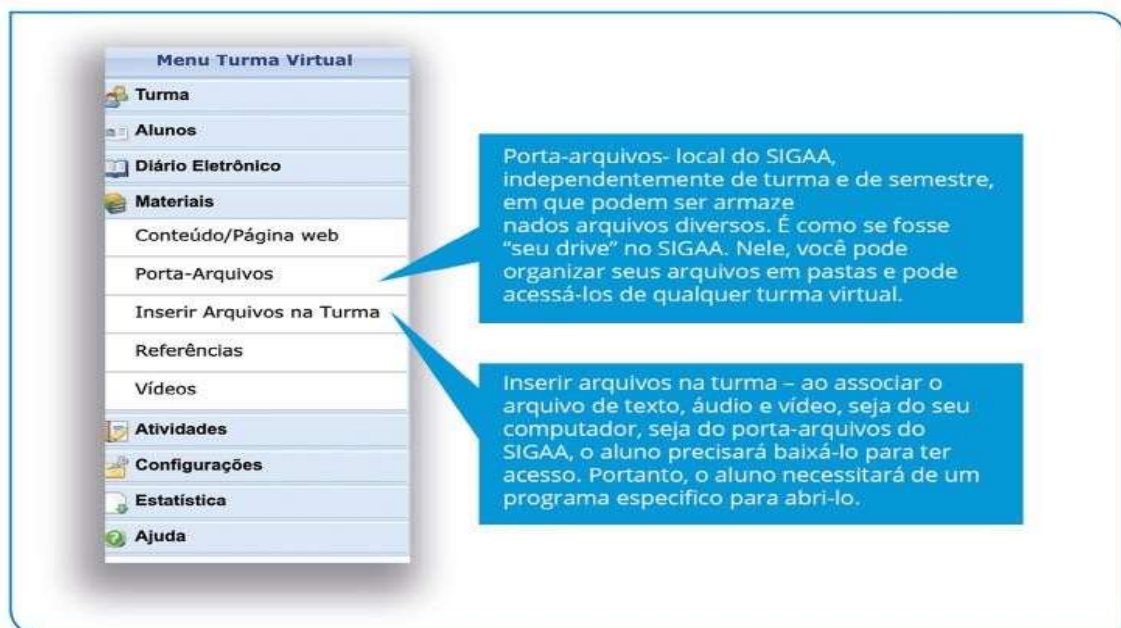 Menu Turma Virtual
Turma
Alunos
Diário Eletrônico
Materiais
Conteúdo/Página web
Porta-Arquivos
Inserir Arquivos na Turma
Referências
Vídeos
Atividades
Configurações
Estatística
Ajuda
Porta-arquivos- local do SIGAA,
independentemente de turma e de semestre,
em que podem ser armaze
nados arquivos diversos. É como se fosse
“seu drive” no SIGAA. Nele, você pode
organizar seus arquivos em pastas e pode
acessá-los de qualquer turma virtual.
Inserir arquivos na turma – ao associar o
arquivo de texto, áudio e vídeo, seja do seu
computador, seja do porta-arquivos do
SIGAA, o aluno precisará baixá-lo para ter
acesso. Portanto, o aluno necessitará de um
programa especifico para abri-lo.